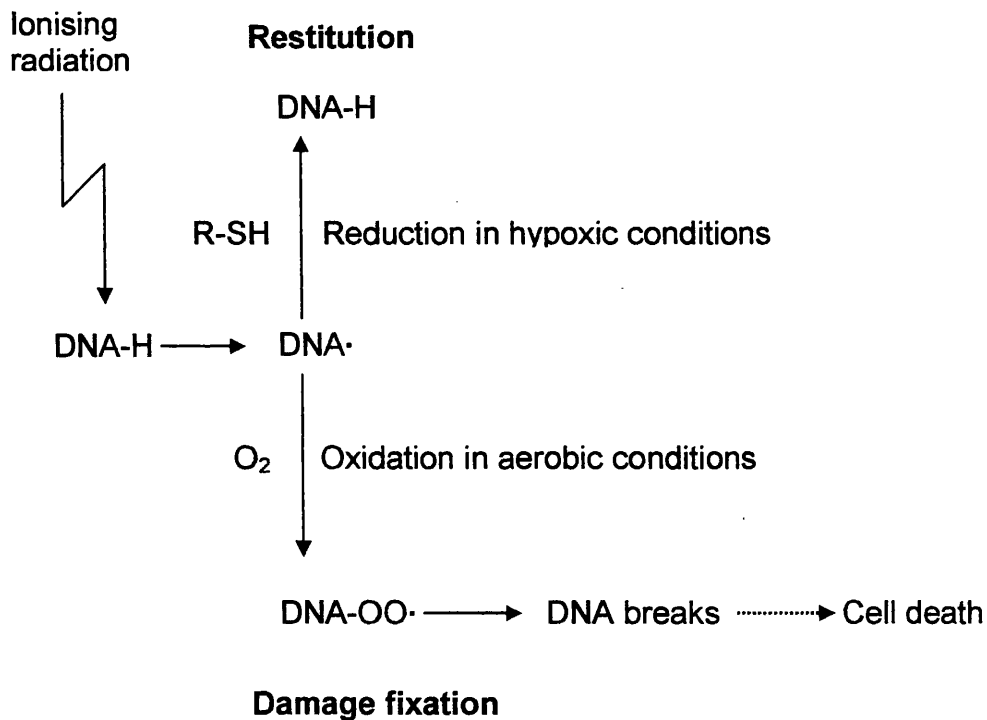 Ionising
radiation
Restitution
DNA-H
R-SH
Reduction in hypoxic conditions
DNA-H
DNA·
O₂
Oxidation in aerobic conditions
DNA-OO·
DNA breaks
Cell death
Damage fixation